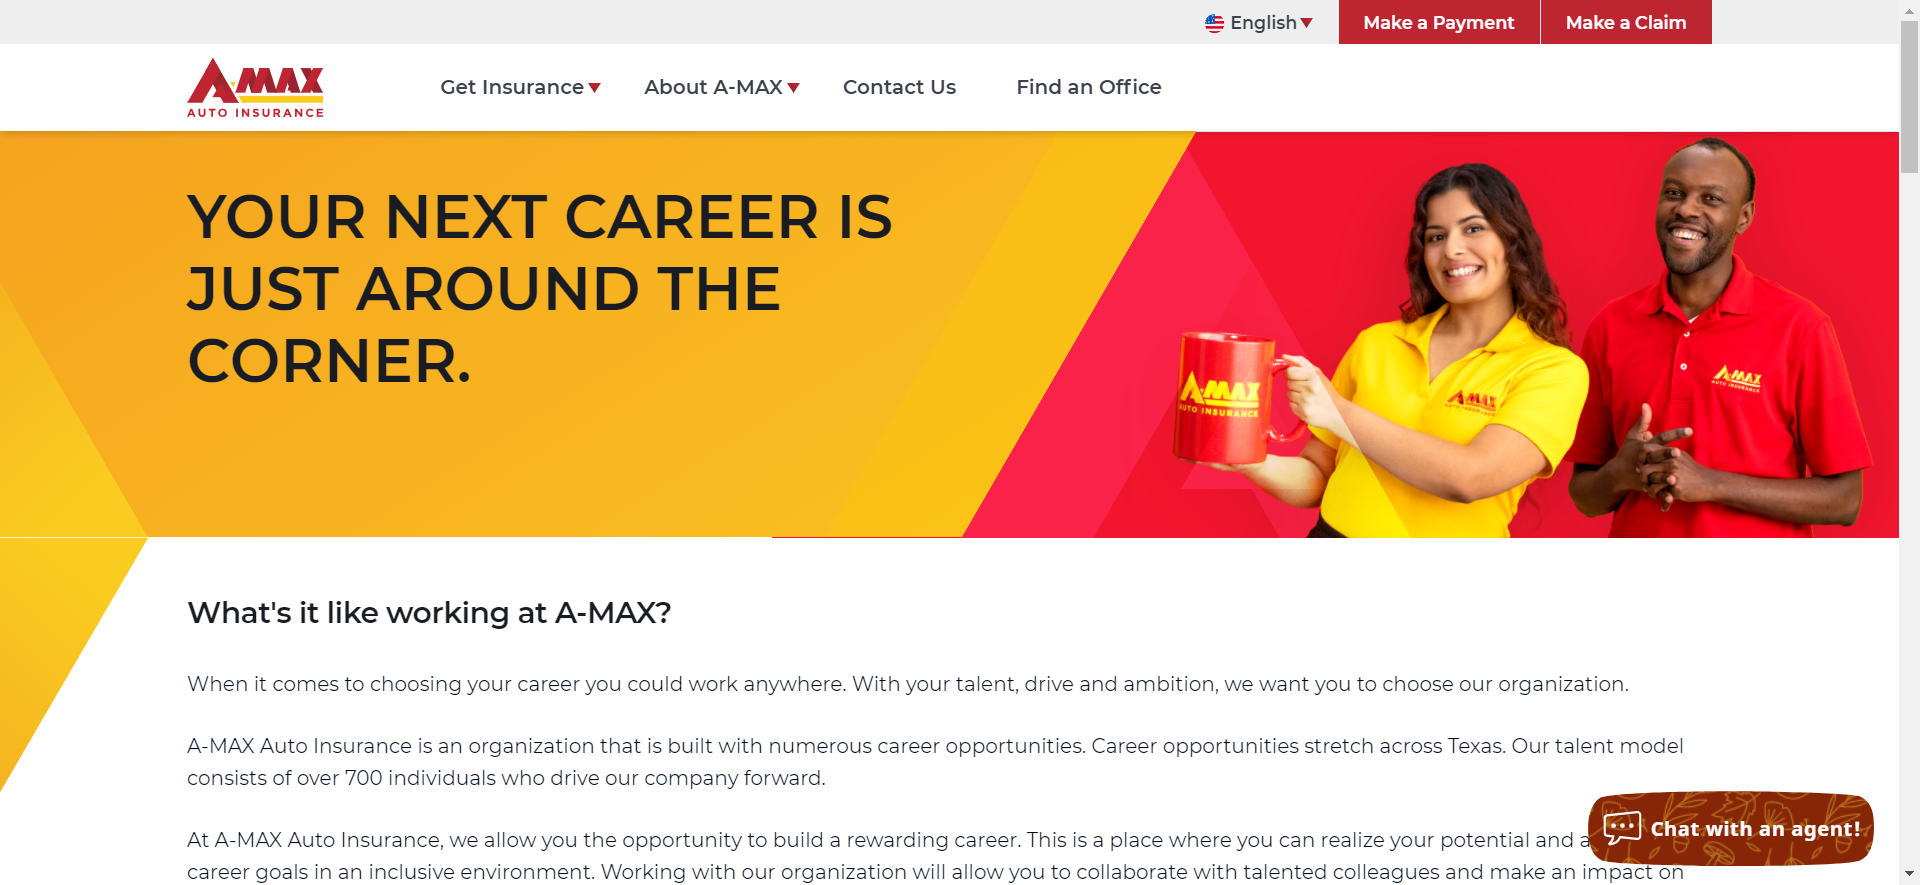 English
Make a Payment
Make a Claim
A-MAX
AUTO INSURANCE
Get Insurance
About A-MAX
Contact Us
Find an Office
YOUR NEXT CAREER IS
JUST AROUND THE
CORNER.
A-MAX
AUTO INSURANCE
A-MAX
AUTO INSURANCE
A-MAX
AUTO INSURANCE
What's it like working at A-MAX?
When it comes to choosing your career you could work anywhere. With your talent, drive and ambition, we want you to choose our organization.
A-MAX Auto Insurance is an organization that is built with numerous career opportunities. Career opportunities stretch across Texas. Our talent model
consists of over 700 individuals who drive our company forward.
At A-MAX Auto Insurance, we allow you the opportunity to build a rewarding career. This is a place where you can realize your potential and
career goals in an inclusive environment. Working with our organization will allow you to collaborate with talented colleagues and make an impact on
Chat with an agent!